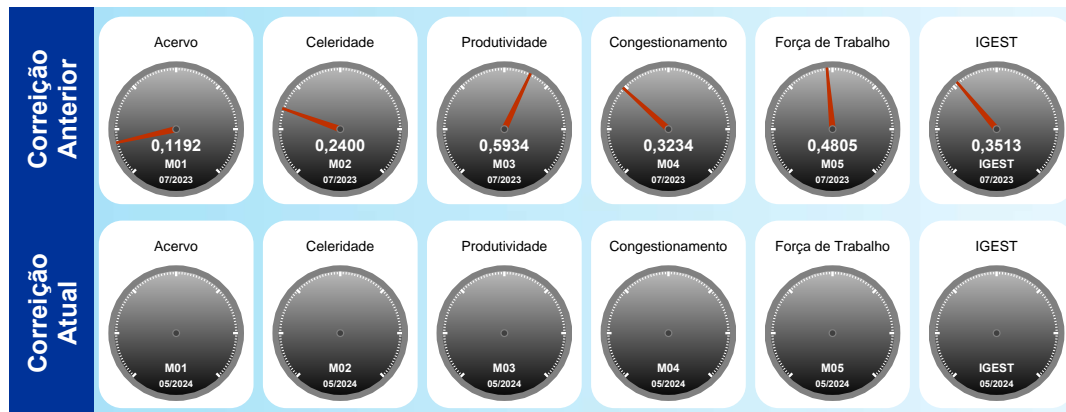 Correição
Anterior
Acervo
0,1192
M01
07/2023
Celeridade
0,2400
M02
07/2023
Produtividade
0,5934
M03
07/2023
Congestionamento
0,3234
M04
07/2023
Força de Trabalho
0,4805
M05
07/2023
IGEST
0,3513
IGEST
07/2023
Correição
Atual
Acervo
M01
05/2024
Celeridade
M02
05/2024
Produtividade
M03
05/2024
Congestionamento
M04
05/2024
Força de Trabalho
M05
05/2024
IGEST
IGEST
05/2024